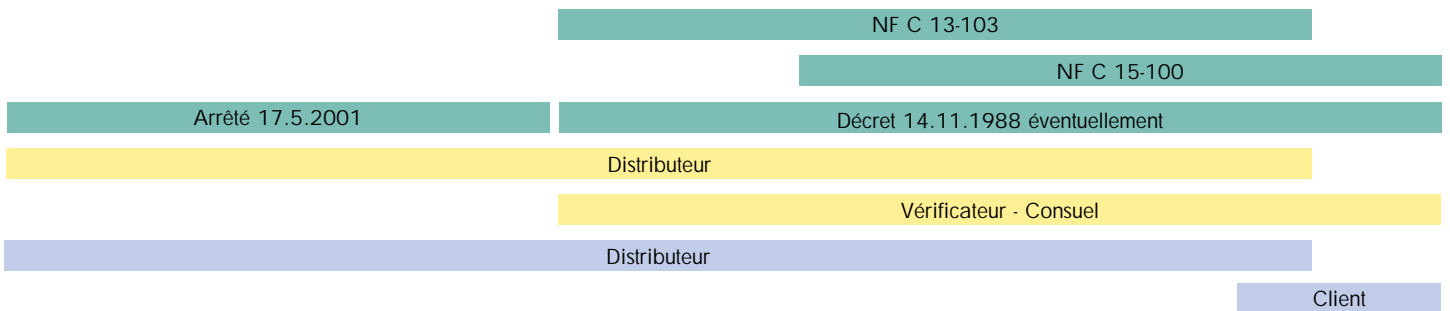 NF C 13-103
NF C 15-100
Arrêté 17.5.2001
Décret 14.11.1988 éventuellement
Distributeur
Vérificateur - Consuel
Distributeur
Client